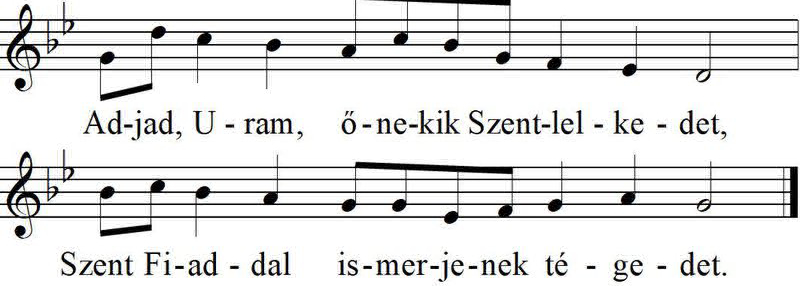 Ad-jad, U - ram, ő-ne-kik Szent-lel - ke - det,
Szent Fi-ad - dal is-mer-je-nek té - ge - det.